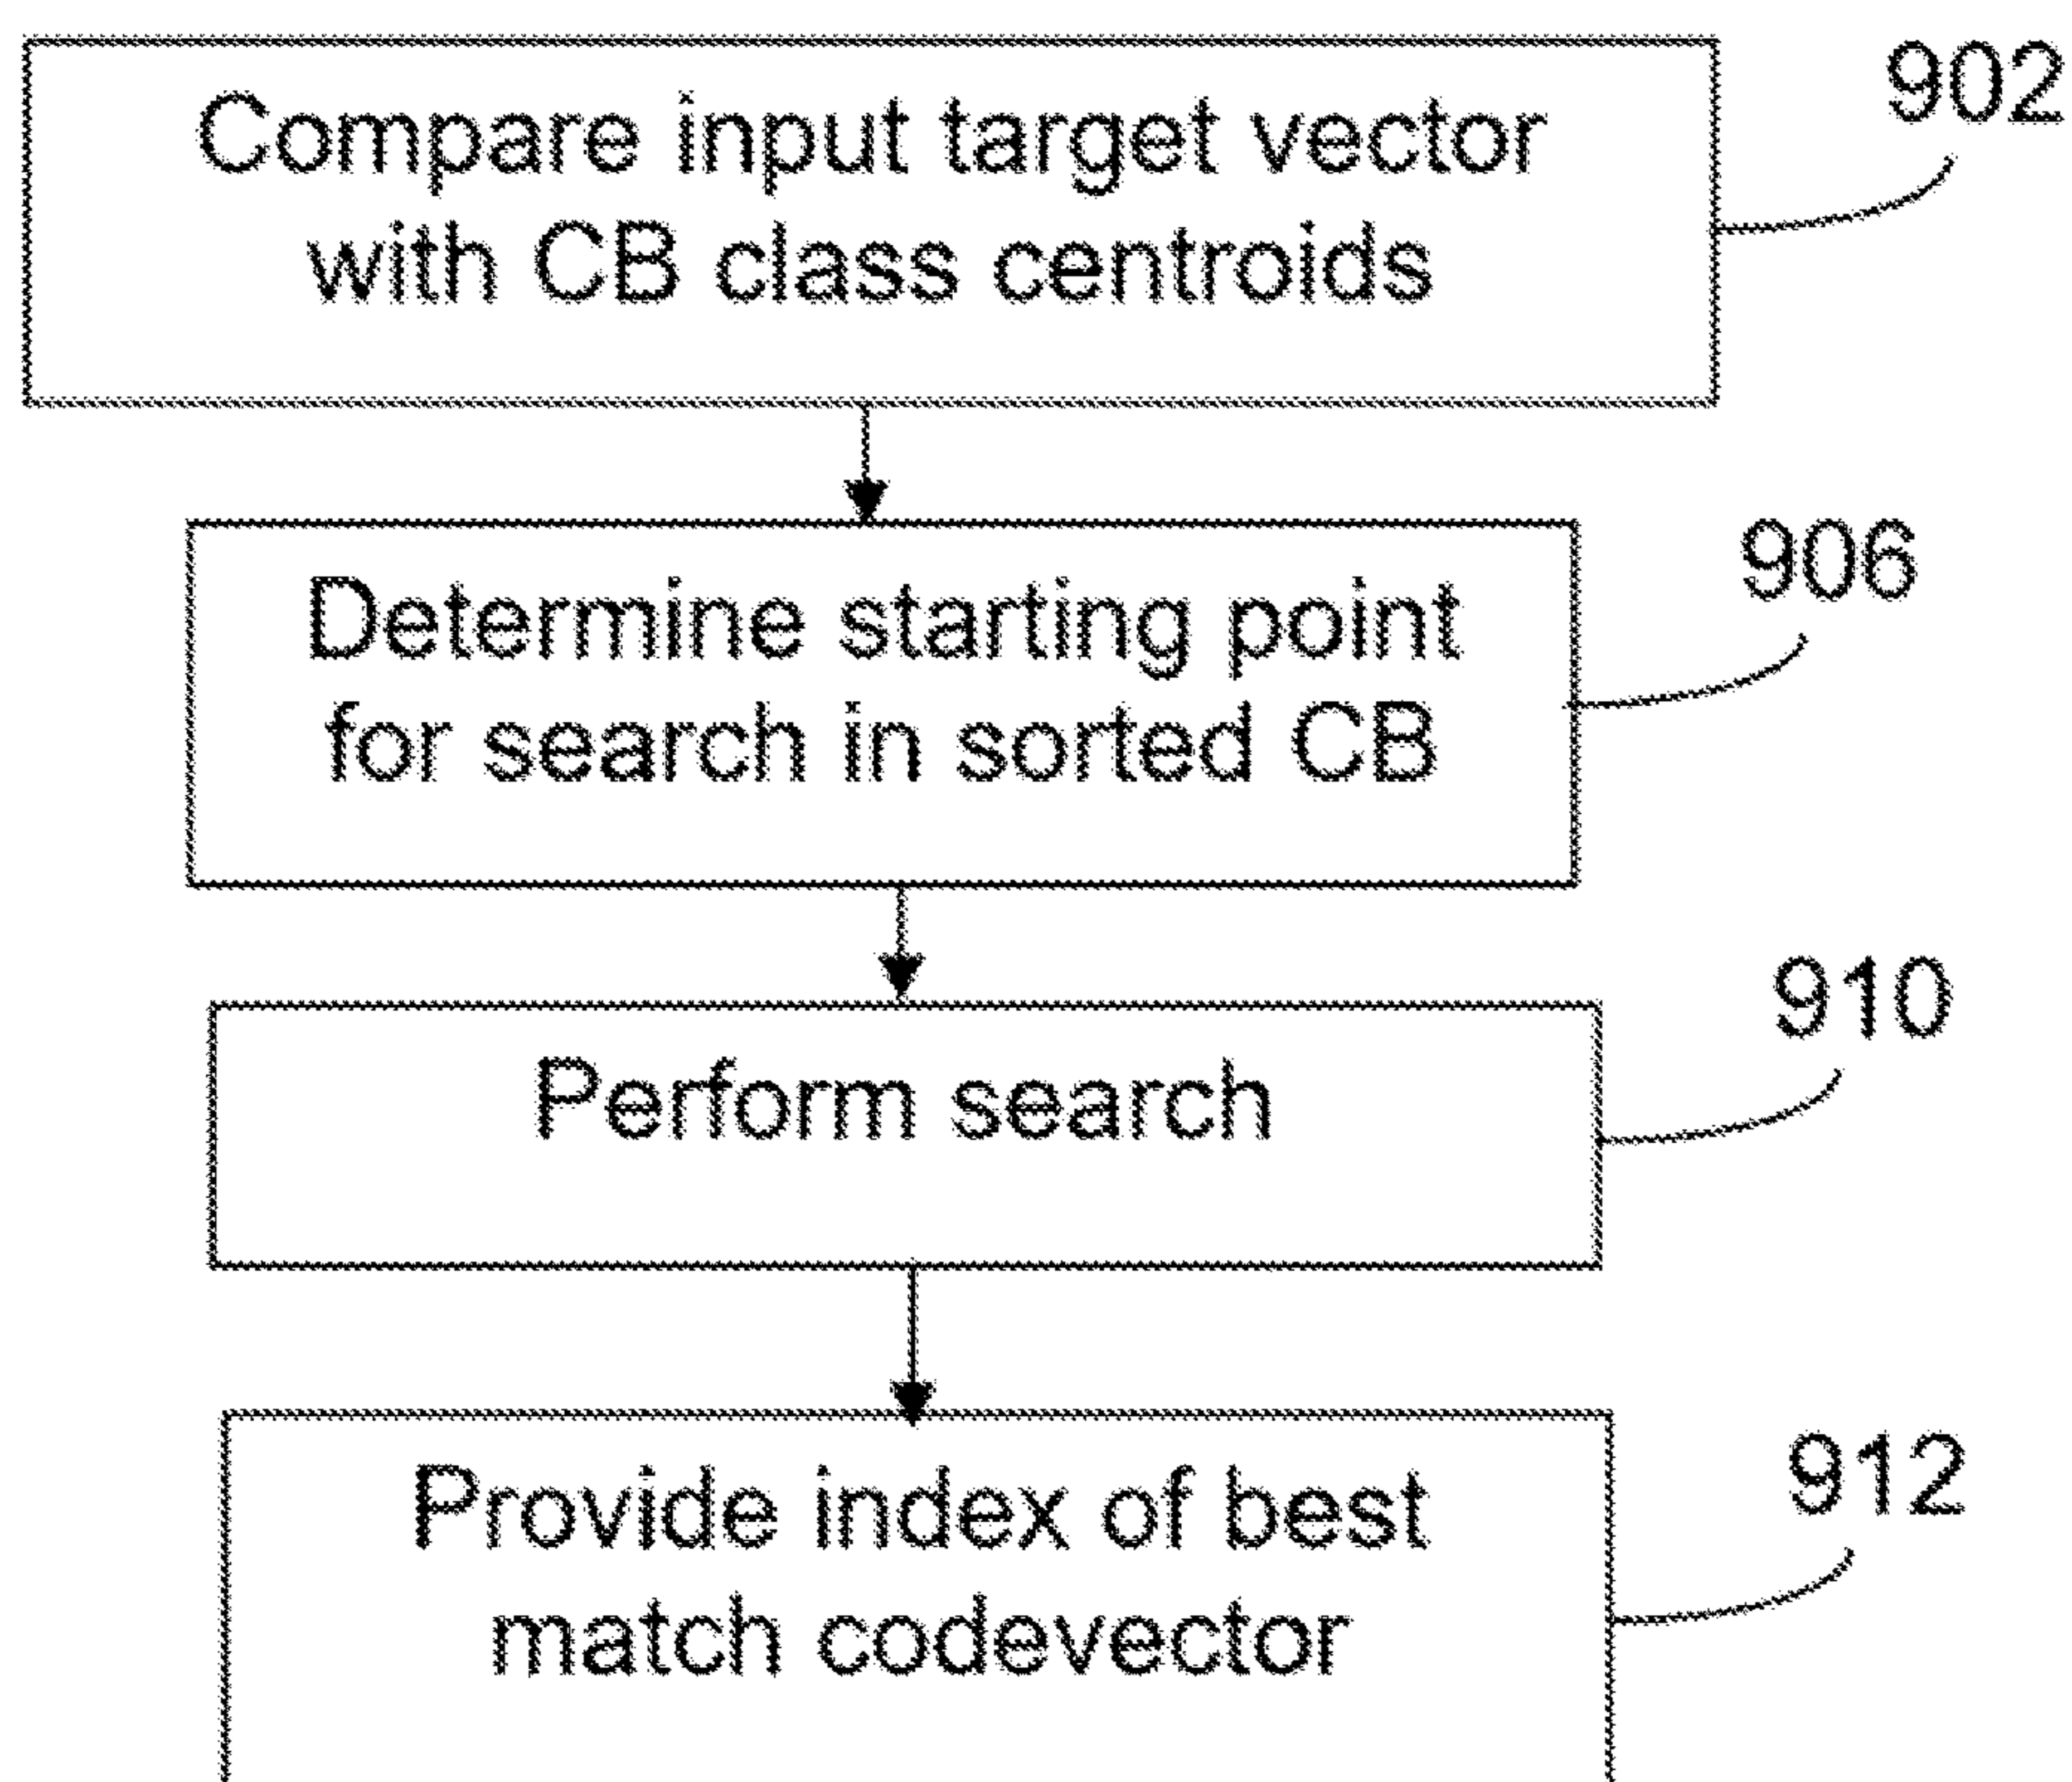 Compare input target vector
with CB class centroids
902
Determine starting point
for search in sorted CB
906
Perform search
910
Provide index of best
match codevector
912